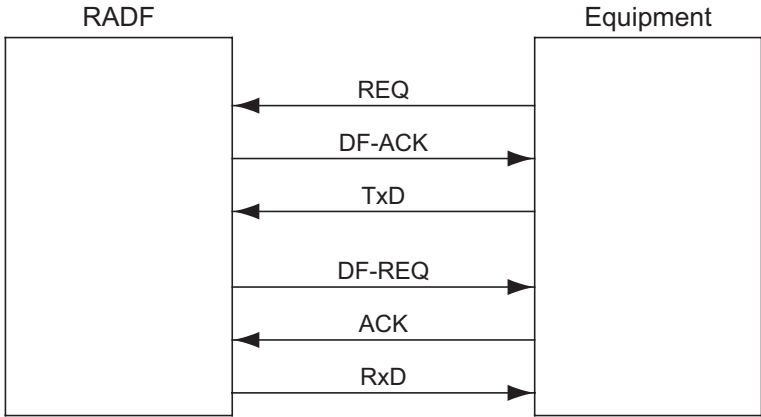 RADF
Equipment
REQ
DF-ACK
TxD
DF-REQ
ACK
RxD